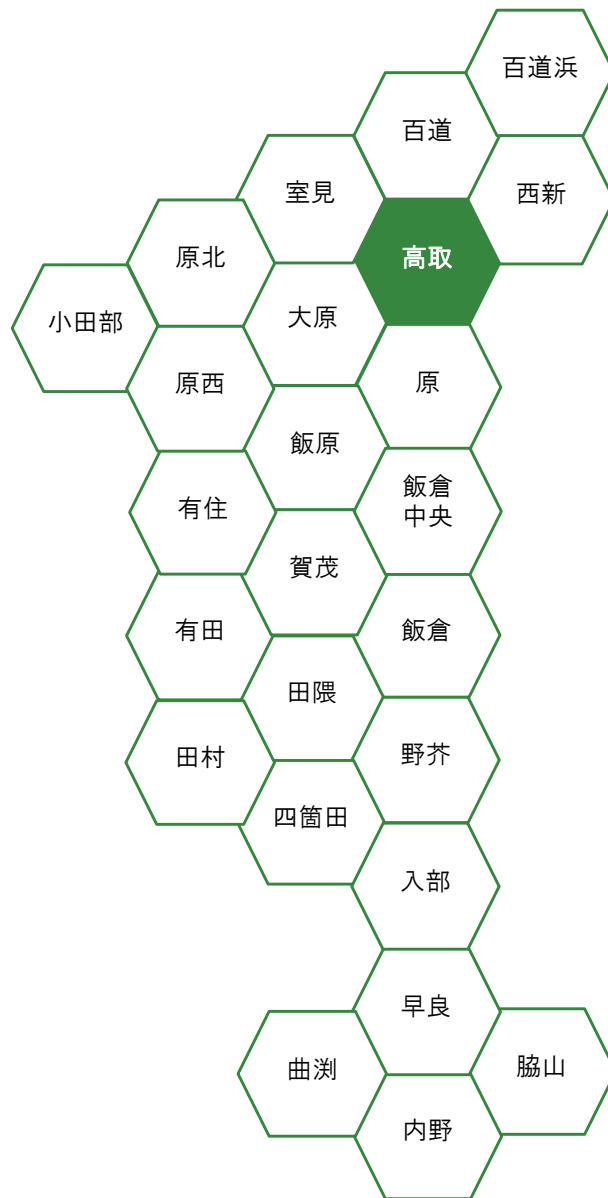 百道浜
百道
室見
西新
原北
高取
小田部
大原
原西
原
飯原
有住
飯倉
中央
賀茂
有田
飯倉
田隈
田村
野芥
四箇田
入部
早良
曲渕
脇山
内野